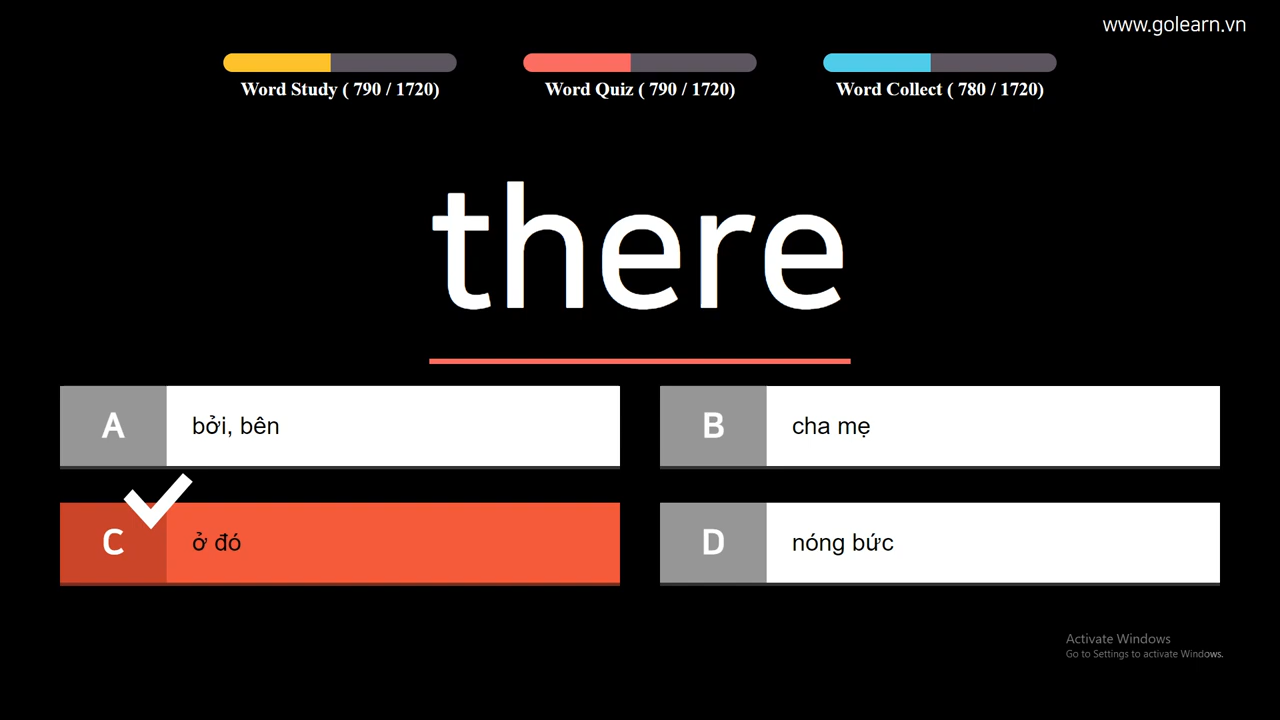 www.golearn.vn
Word Study ( 790 / 1720)
Word Quiz ( 790 / 1720)
Word Collect ( 780 / 1720)
there
A
bởi, bên
B
cha mẹ
C
ở đó
D
nóng bức
Activate Windows
Go to Settings to activate Windows.